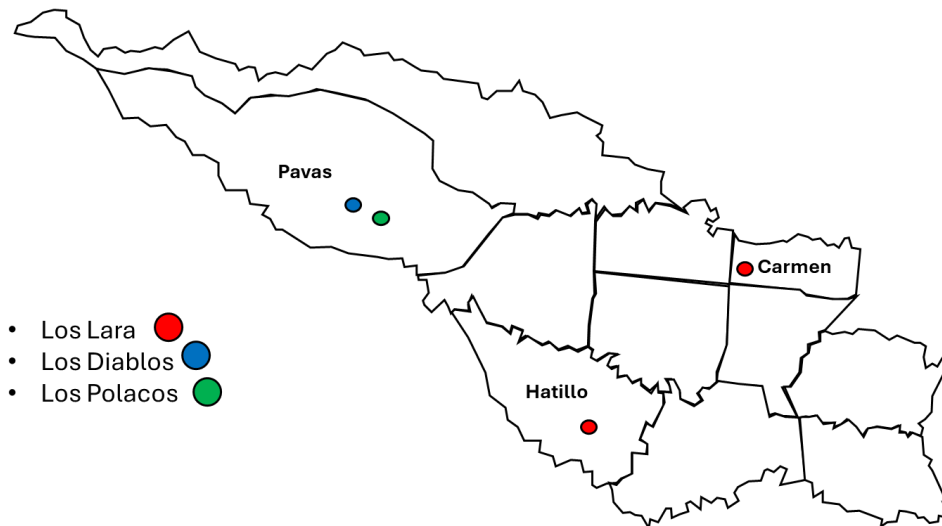 Pavas
Carmen
• Los Lara
• Los Diablos
• Los Polacos
Hatillo